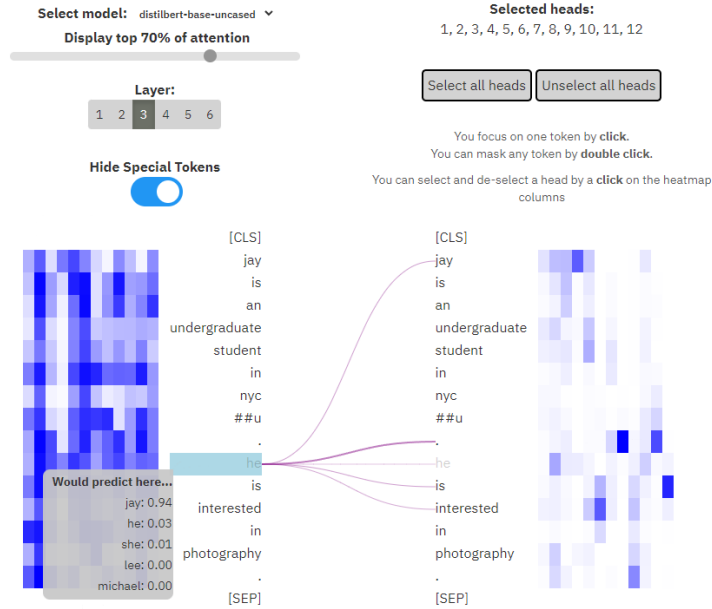 Select model: distilbert-base-uncased
Display top 70% of attention
Layer:
1 2 3 4 5 6
Hide Special Tokens
Selected heads:
1, 2, 3, 4, 5, 6, 7, 8, 9, 10, 11, 12
Select all heads Unselect all heads
You focus on one token by click.
You can mask any token by double click.
You can select and de-select a head by a click on the heatmap
columns
[CLS] [CLS]
jay jay
is is
an an
undergraduate undergraduate
student student
in in
nyc nyc
##u ##u
. .
he he
is is
interested interested
in in
photography photography
. .
[SEP] [SEP]
Would predict here...
jay: 0.94
he: 0.03
she: 0.01
lee: 0.00
michael: 0.00